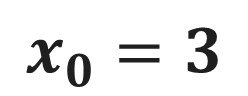 x₀ = 3